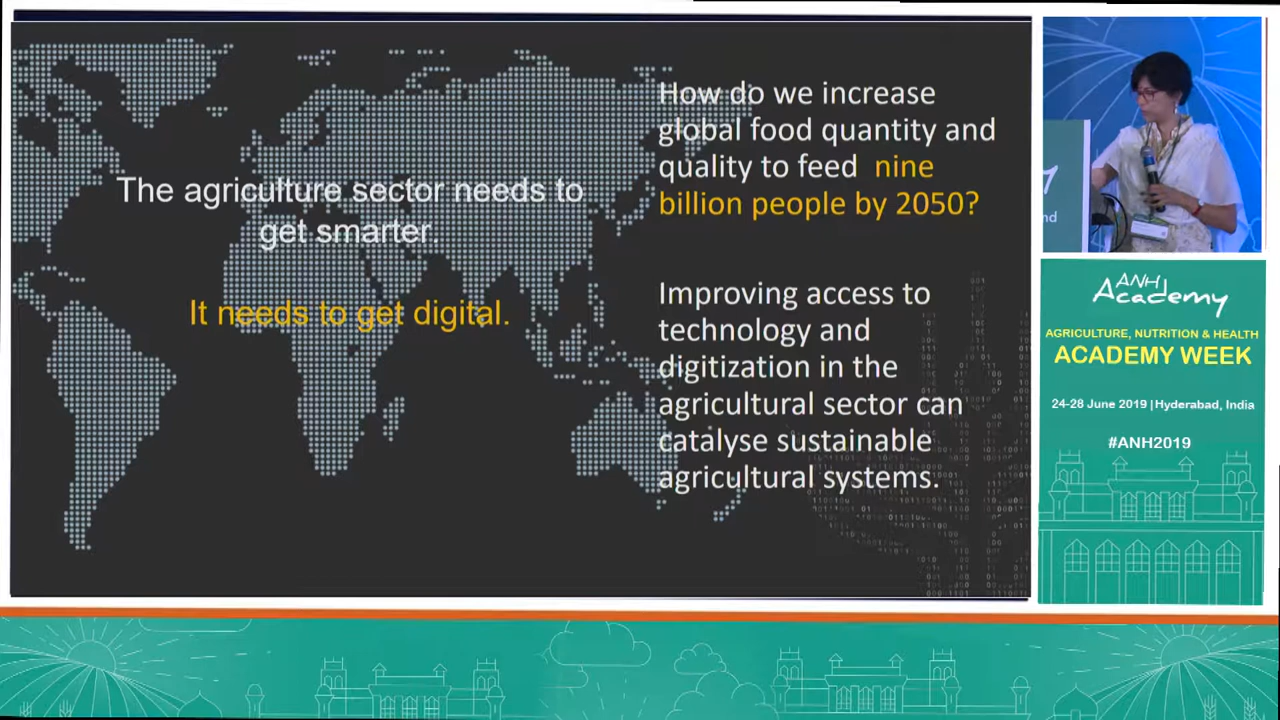 The agriculture sector needs to
get smarter.
It needs to get digital.
How do we increase
global food quantity and
quality to feed nine
billion people by 2050?
Improving access to
technology and
digitization in the
agricultural sector can
catalyse sustainable
agricultural systems.
nd
ANH
Academy
AGRICULTURE, NUTRITION & HEALTH
ACADEMY WEEK
24-28 June 2019 | Hyderabad, India
#ANH2019